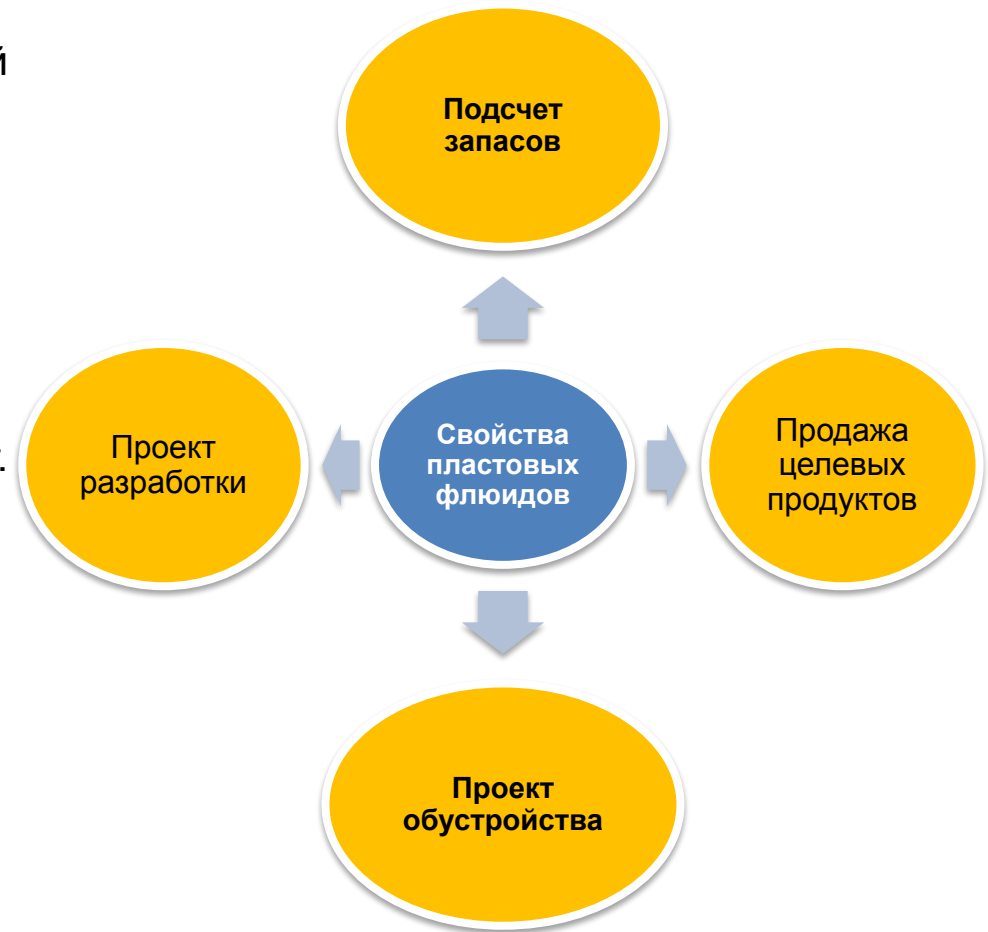 й
Подсчет
запасов
Проект
разработки
Свойства
пластовых
флюидов
Продажа
целевых
продуктов
Проект
обустройства